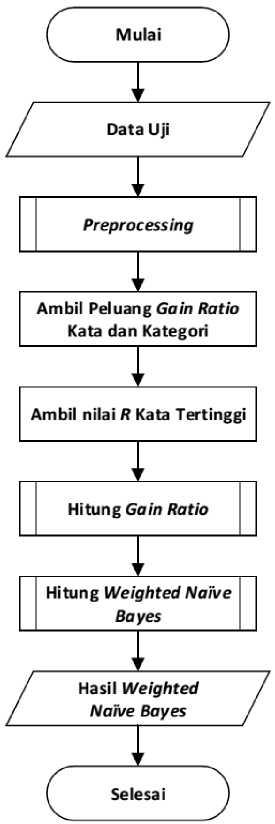 Mulai
Data Uji
Preprocessing
Ambil Peluang Gain Ratio
Kata dan Kategori
Ambil nilai R Kata Tertinggi
Hitung Gain Ratio
Hitung Weighted Naïve
Bayes
Hasil Weighted
Naïve Bayes
Selesai